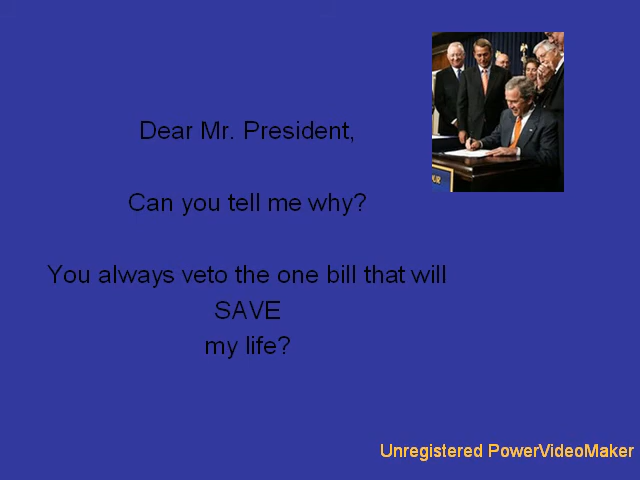 Dear Mr. President,
Can you tell me why?
You always veto the one bill that will
SAVE
my life?
Unregistered PowerVideoMaker